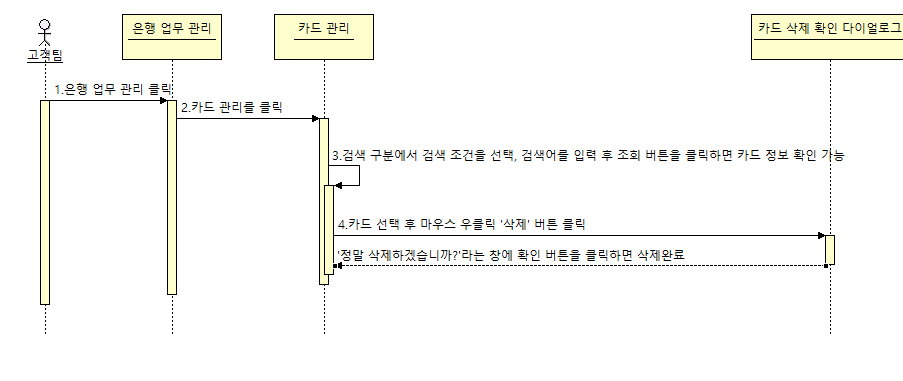 은행 업무 관리
카드 관리
카드 삭제 확인 다이얼로그
고객팀
1.은행 업무 관리 클릭
2.카드 관리를 클릭
3.검색 구분에서 검색 조건을 선택, 검색어를 입력 후 조회 버튼을 클릭하면 카드 정보 확인 가능
4.카드 선택 후 마우스 우클릭 '삭제' 버튼 클릭
'정말 삭제하겠습니까?'라는 창에 확인 버튼을 클릭하면 삭제완료